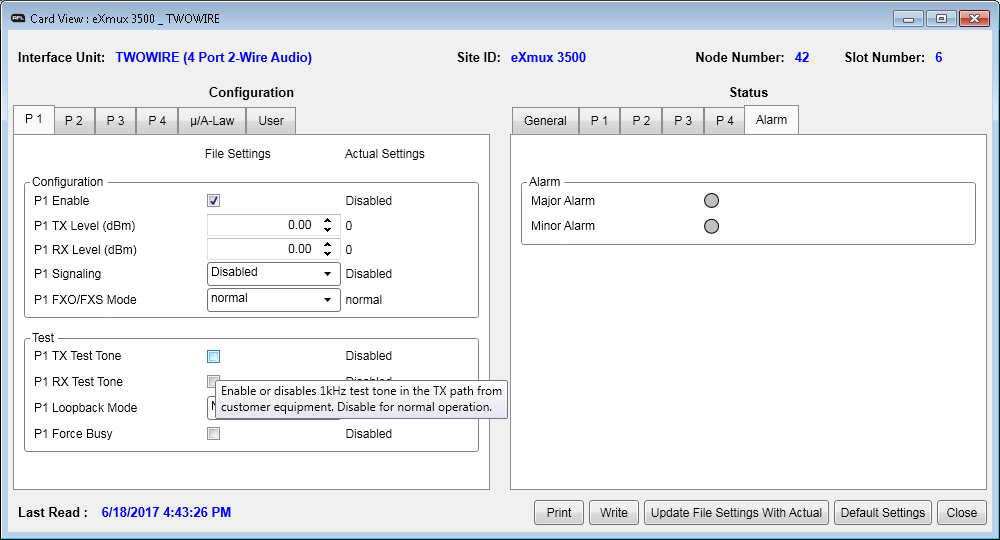 AFL Card View : eXmux 3500 _ TWOWIRE
Interface Unit: TWOWIRE (4 Port 2-Wire Audio) Site ID: eXmux 3500 Node Number: 42 Slot Number: 6
Configuration
P 1 P 2 P 3 P 4 µ/A-Law User
File Settings Actual Settings
Configuration
P1 Enable Disabled
P1 TX Level (dBm) 0.00 0
P1 RX Level (dBm) 0.00 0
P1 Signaling Disabled Disabled
P1 FXO/FXS Mode normal normal
Test
P1 TX Test Tone Disabled
P1 RX Test Tone
Enable or disables 1kHz test tone in the TX path from
customer equipment. Disable for normal operation.
P1 Loopback Mode
P1 Force Busy Disabled
Status
General P 1 P 2 P 3 P 4 Alarm
Alarm
Major Alarm
Minor Alarm
Last Read : 6/18/2017 4:43:26 PM
Print Write Update File Settings With Actual Default Settings Close